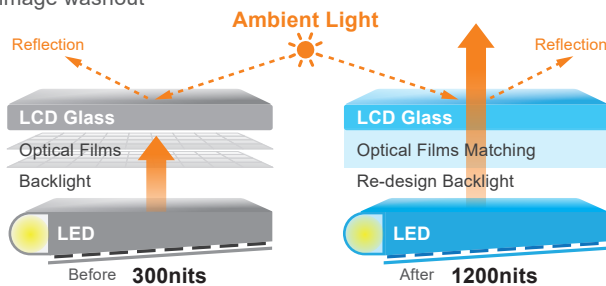 image washout
Ambient Light
Reflection
Reflection
LCD Glass
LCD Glass
Optical Films
Optical Films Matching
Backlight
Re-design Backlight
LED
LED
Before 300nits
After 1200nits